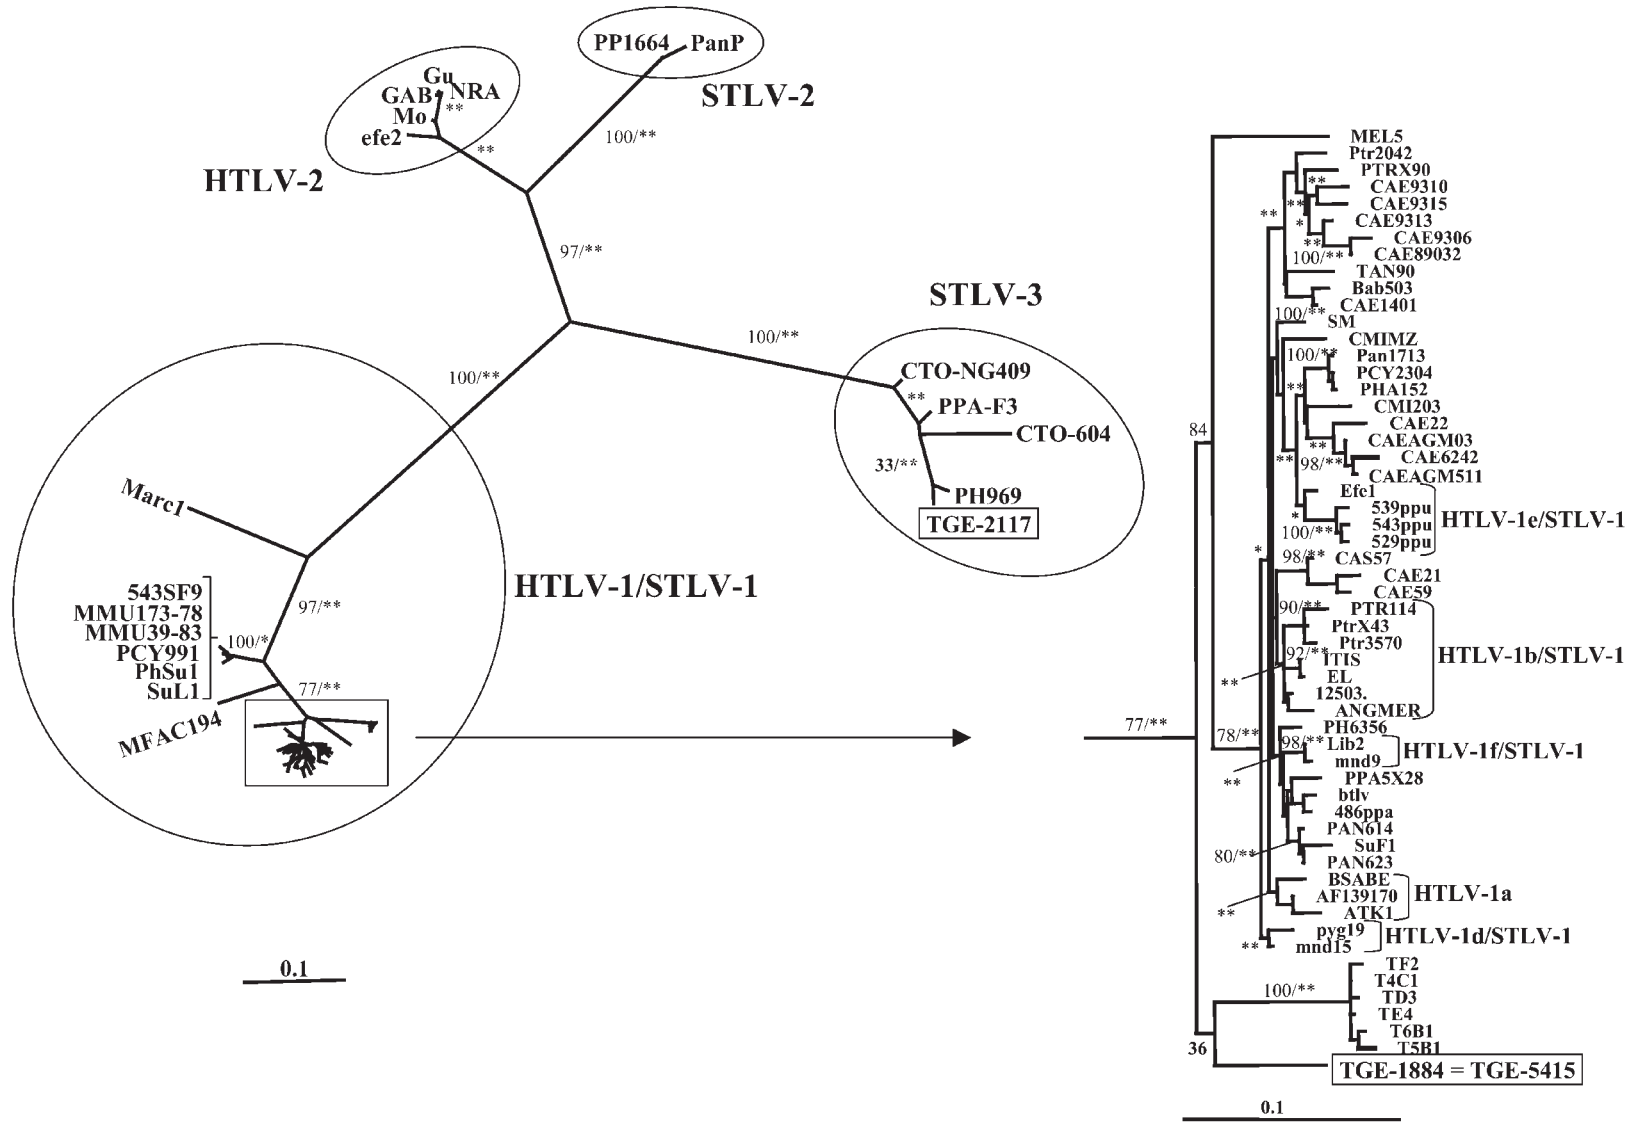 PP1664 PanP
STLV-2
Gu
GAB NRA
**
Mo
efe2
**
HTLV-2
100/**
97/**
STLV-3
100/**
CTO-NG409
**
PPA-F3
CTO-604
33/**
PH969
TGE-2117
100/**
Marc1
HTLV-1/STLV-1
97/**
543SF9
MMU173-78
MMU39-83
PCY991
PhSu1
SuL1
100/*
77/**
MFAC194
0.1
77/**
84
78/**
36
MEL5
Ptr2042
PTRX90
**
CAE9310
**
CAE9315
**
*
CAE9313
**
CAE9306
100/**
CAE89032
TAN90
Bab503
CAE1401
100/**
SM
CMIMZ
100/**
Pan1713
PCY2304
PHA152
**
CMI203
CAE22
**
CAEAGM03
**
98/**
CAE6242
CAEAGM511
Efe1
539ppu
*
543ppu
100/**
529ppu
HTLV-1e/STLV-1
*
98/**
CAS57
CAE21
CAE59
90/**
PTR114
PtrX43
Ptr3570
92/**
ITIS
EL
**
12503.
ANGMER
HTLV-1b/STLV-1
PH6356
98/**
Lib2
mnd9
HTLV-1f/STLV-1
**
PPA5X28
btlv
486ppa
PAN614
80/**
SuF1
PAN623
BSABE
AF139170
ATK1
HTLV-1a
**
pyg19
mnd15
**
HTLV-1d/STLV-1
TF2
T4C1
100/**
TD3
TE4
T6B1
T5B1
TGE-1884 = TGE-5415
0.1